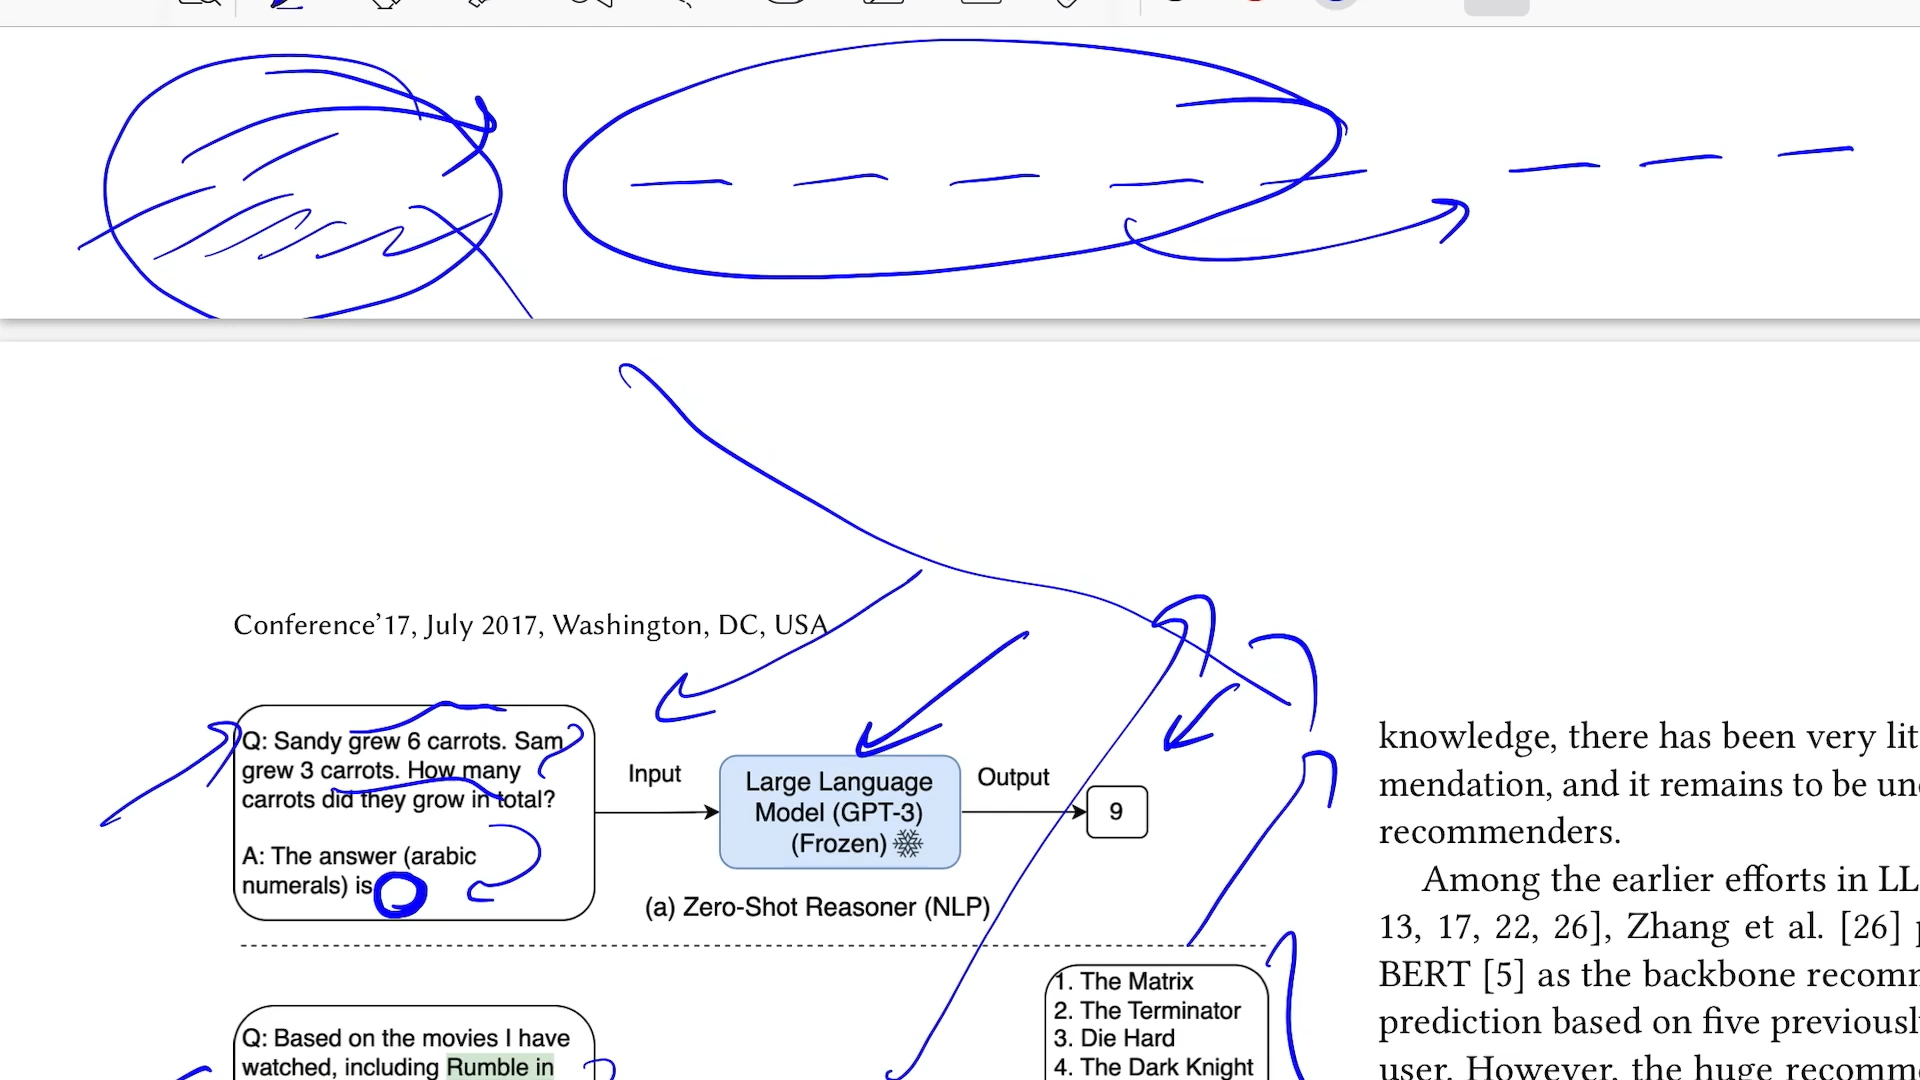 Conference'17, July 2017, Washington, DC, USA
Q: Sandy grew 6 carrots. Sam
grew 3 carrots. How many
carrots did they grow in total?
A: The answer (arabic
numerals) is
Input
Large Language
Model (GPT-3)
(Frozen)
Output
9
(a) Zero-Shot Reasoner (NLP)
Q: Based on the movies I have
watched, including Rumble in
1. The Matrix
2. The Terminator
3. Die Hard
4. The Dark Knight
knowledge, there has been very lit
mendation, and it remains to be un
recommenders.
Among the earlier efforts in LL
13, 17, 22, 26], Zhang et al. [26]
BERT [5] as the backbone recom
prediction based on five previousl
user. However, the huge recomm